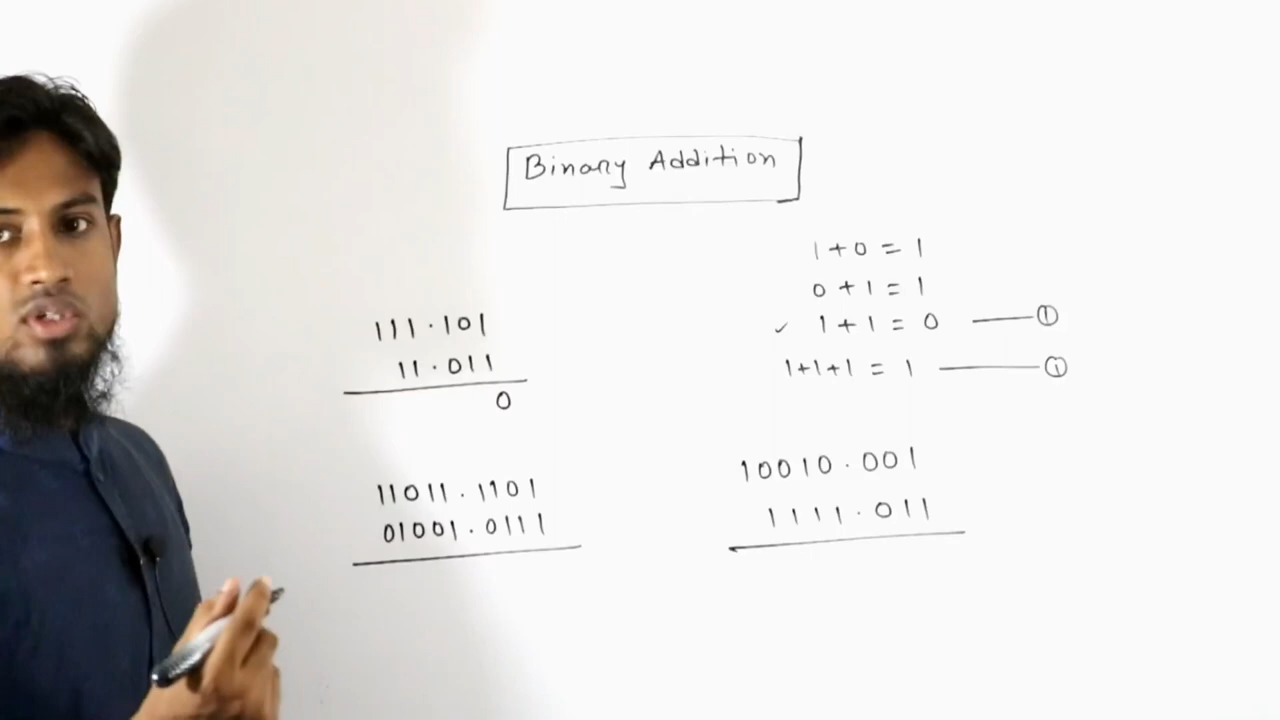 Binary Addition
1+0 = 1
0+1 = 1
✓ 1+1 = 0 —— ①
1+1+1 = 1 —— ①
111.101
11.011
0
11011.1101
01001.0111
10010.001
1111.011